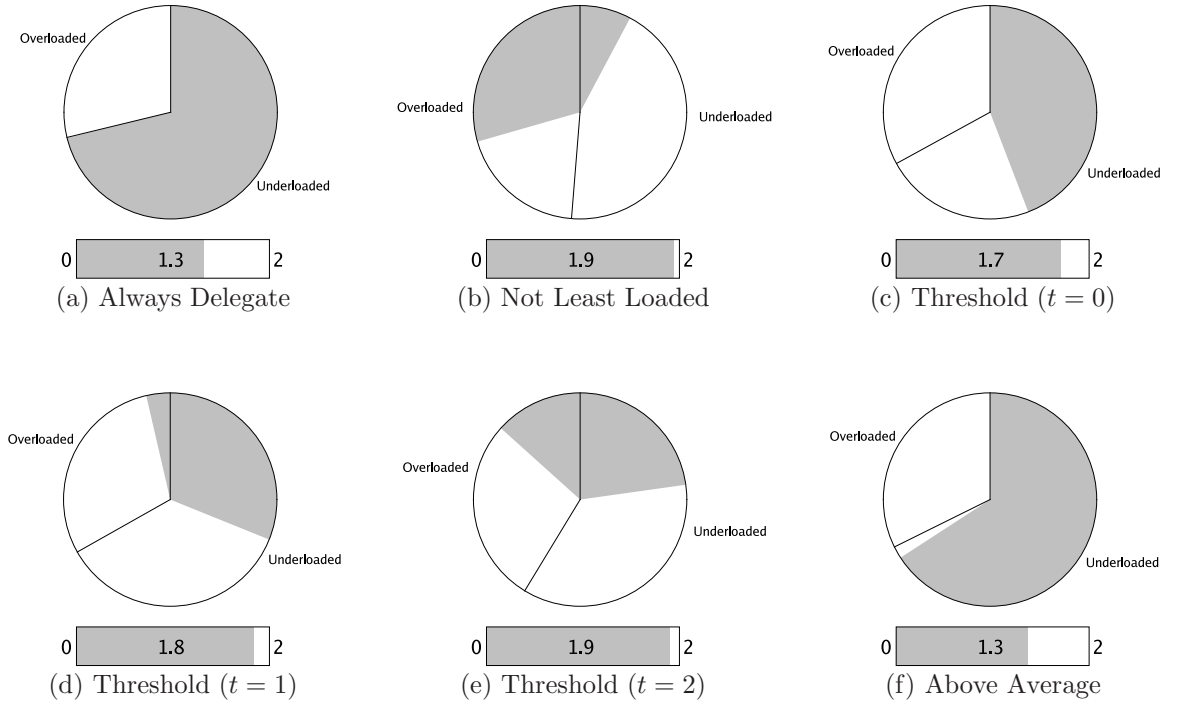 Overloaded
Underloaded
0 1.3 2
(a) Always Delegate
Overloaded
Underloaded
0 1.9 2
(b) Not Least Loaded
Overloaded
Underloaded
0 1.7 2
(c) Threshold (t = 0)
Overloaded
Underloaded
0 1.8 2
(d) Threshold (t = 1)
Overloaded
Underloaded
0 1.9 2
(e) Threshold (t = 2)
Overloaded
Underloaded
0 1.3 2
(f) Above Average